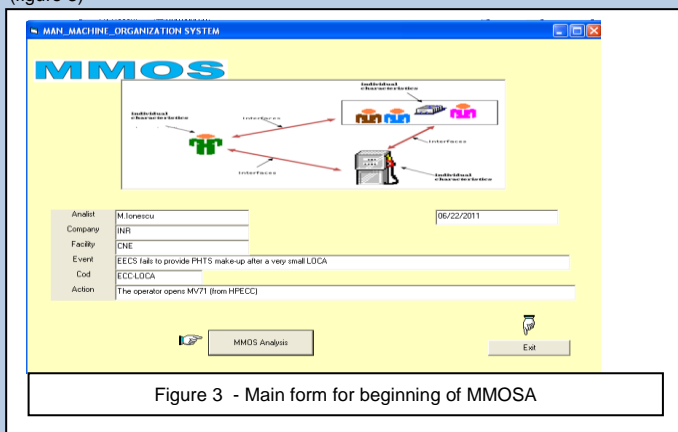 (figure 3)
MAN_MACHINE_ORGANIZATION SYSTEM
MMOS
Individual
characteristics
Individual
characteristics
Interfaces
Interfaces
Interfaces
Individual
characteristics
Analist M.Ionescu 06/22/2011
Company INR
Facility CNE
Event EECS fails to provide PHTS make-up after a very small LOCA
Cod ECC-LOCA
Action The operator opens MV71 (from HPECC)
MMOS Analysis
Exit
Figure 3 - Main form for beginning of MMOSA